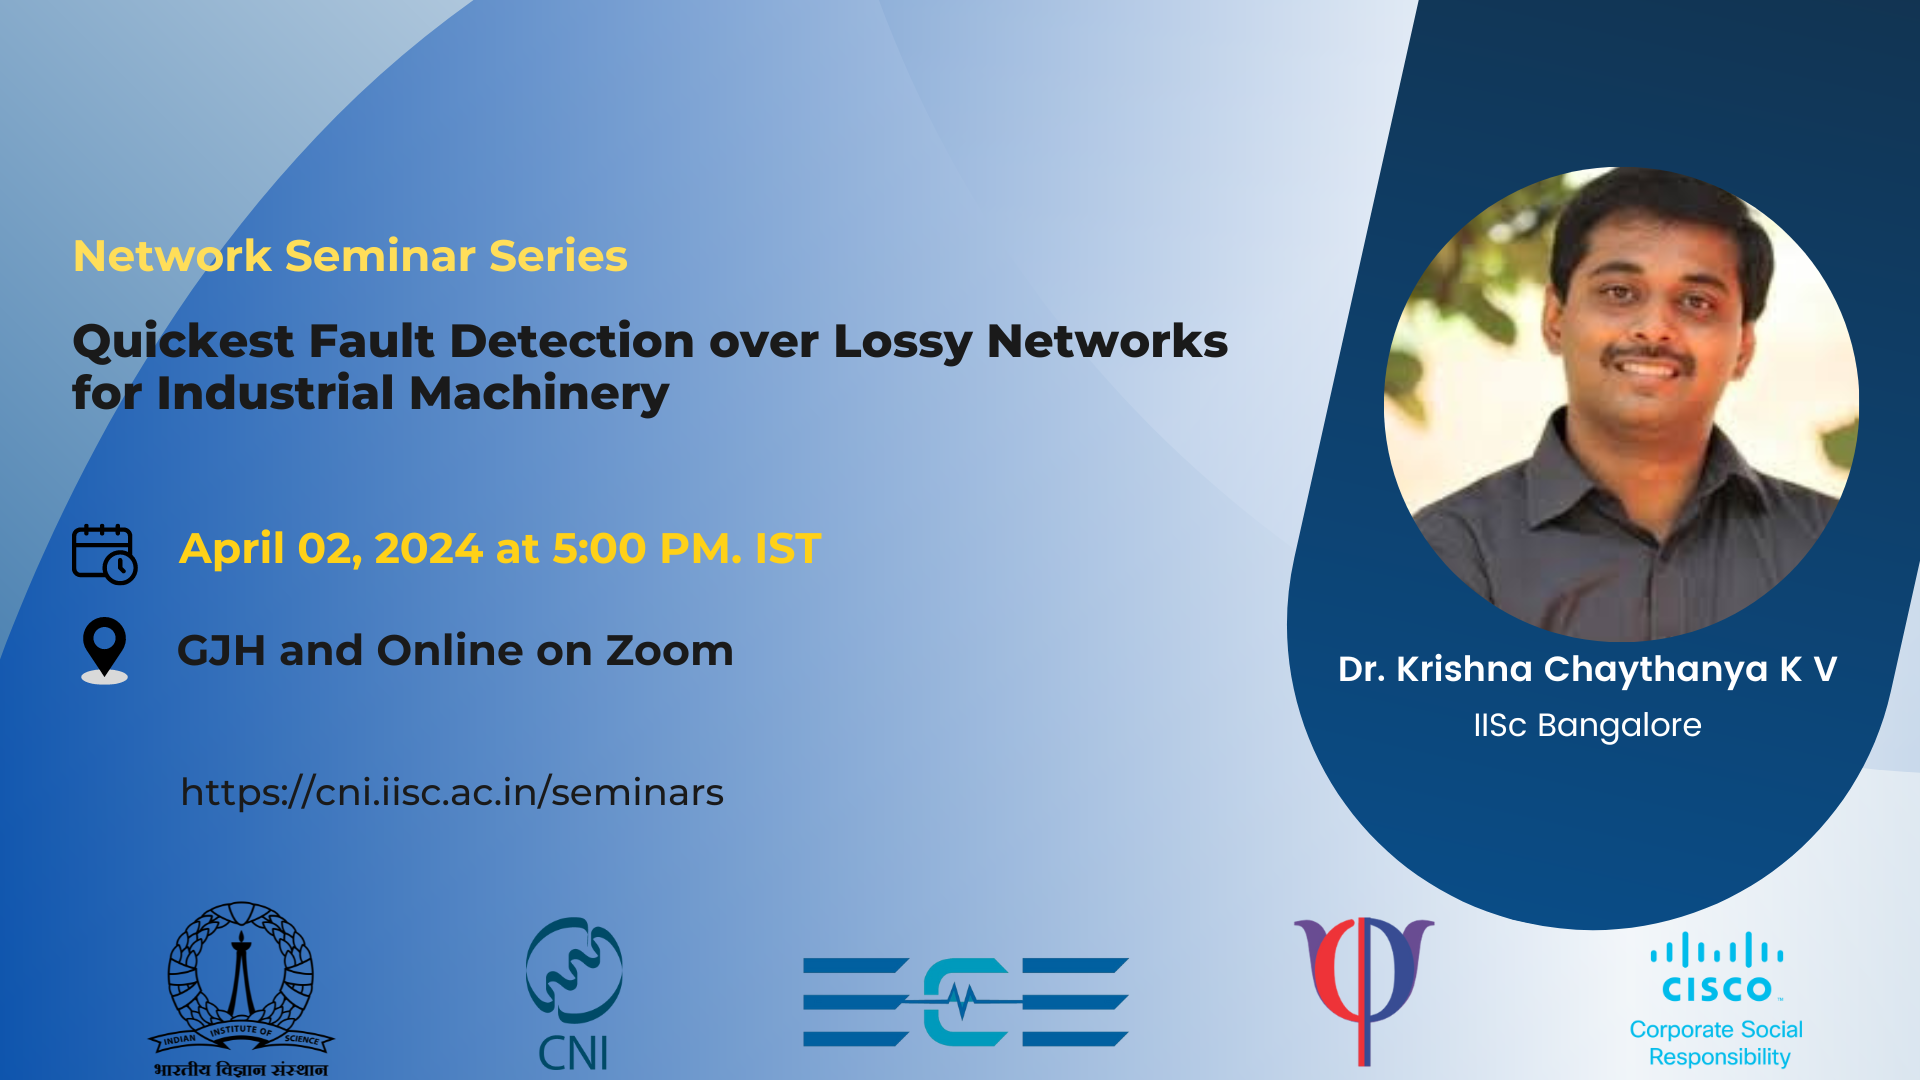 Network Seminar Series
Quickest Fault Detection over Lossy Networks
for Industrial Machinery
April 02, 2024 at 5:00 PM. IST
GJH and Online on Zoom
https://cni.iisc.ac.in/seminars
Dr. Krishna Chaythanya K V
IISc Bangalore
INDIAN INSTITUTE OF SCIENCE
भारतीय विज्ञान संस्थान
CNI
ECE
CISCO
Corporate Social
Responsibility